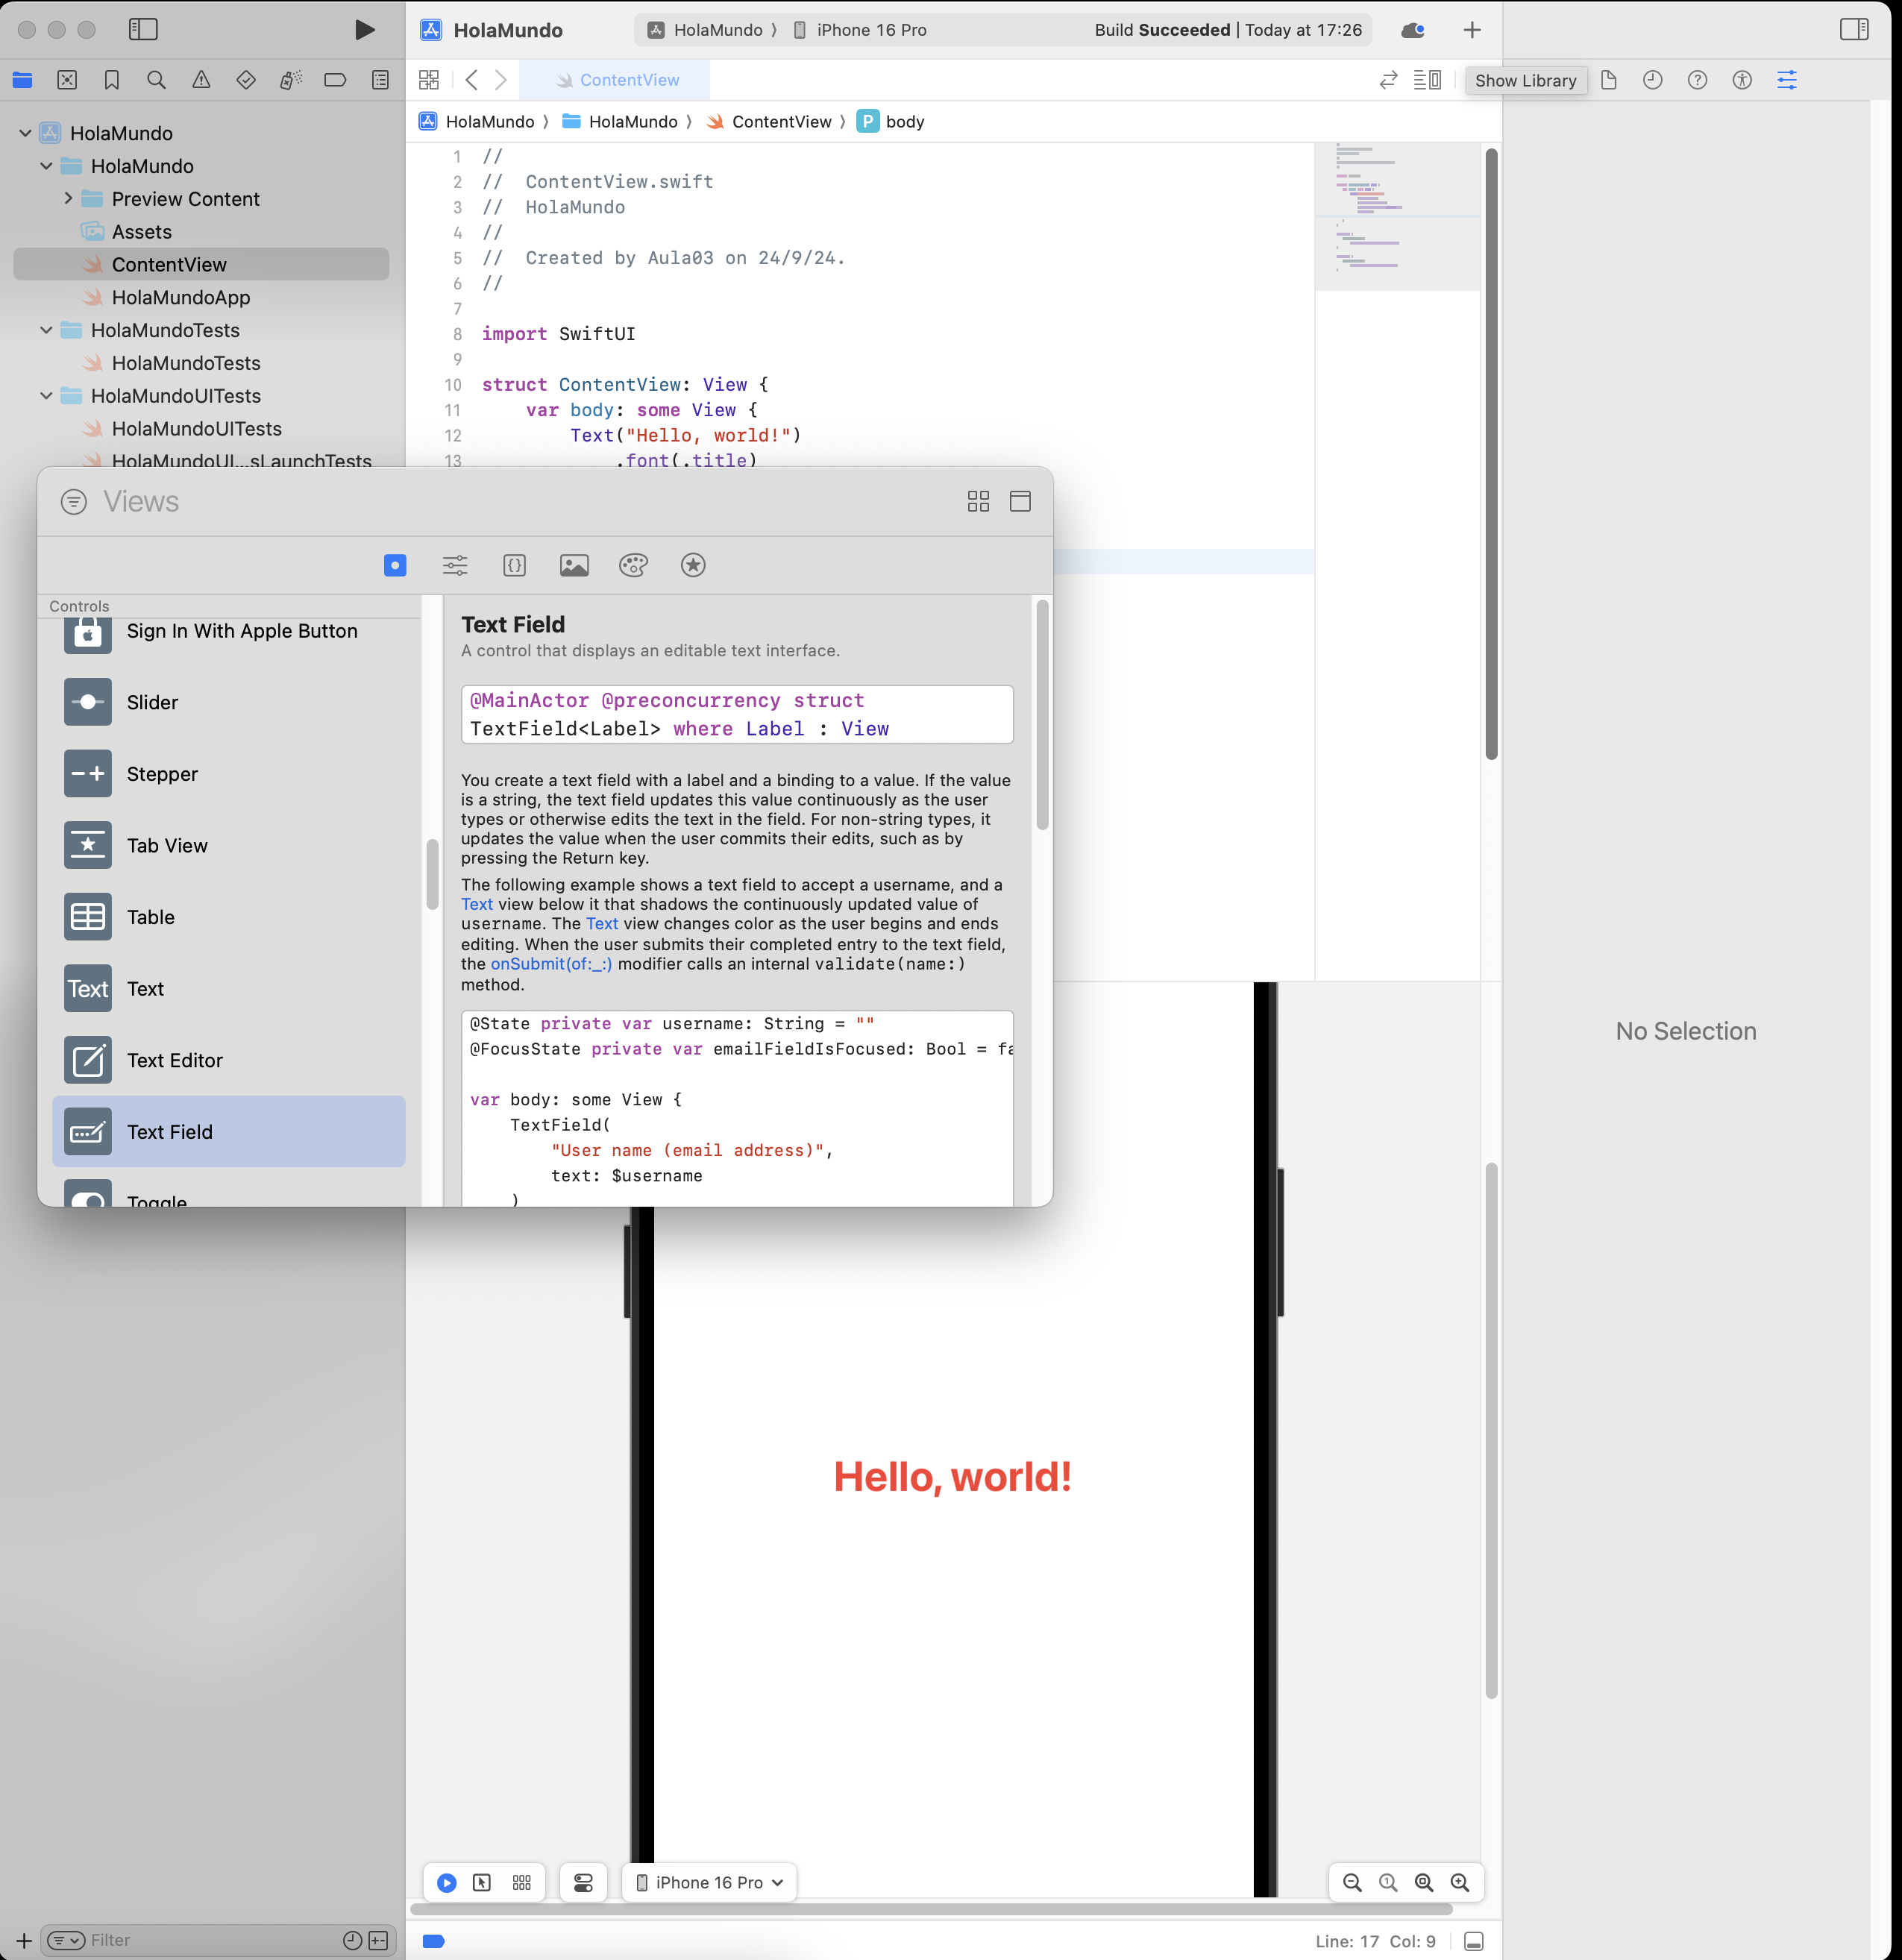 HolaMundo
HolaMundo ⟩ iPhone 16 Pro
Build Succeeded | Today at 17:26
ContentView
Show Library
HolaMundo ⟩ HolaMundo ⟩ ContentView ⟩ P body
HolaMundo
HolaMundo
Preview Content
Assets
ContentView
HolaMundoApp
HolaMundoTests
HolaMundoTests
HolaMundoUITests
HolaMundoUITests
HolaMundoUI...sLaunchTests
1 //
2 //  ContentView.swift
3 //  HolaMundo
4 //
5 //  Created by Aula03 on 24/9/24.
6 //
7
8 import SwiftUI
9
10 struct ContentView: View {
11     var body: some View {
12         Text("Hello, world!")
13             .font(.title)
Views
Controls
Sign In With Apple Button
Slider
Stepper
Tab View
Table
Text Text
Text Editor
Text Field
Toggle
Text Field
A control that displays an editable text interface.
@MainActor @preconcurrency struct
TextField<Label> where Label : View
You create a text field with a label and a binding to a value. If the value
is a string, the text field updates this value continuously as the user
types or otherwise edits the text in the field. For non-string types, it
updates the value when the user commits their edits, such as by
pressing the Return key.
The following example shows a text field to accept a username, and a
Text view below it that shadows the continuously updated value of
username. The Text view changes color as the user begins and ends
editing. When the user submits their completed entry to the text field,
the onSubmit(of:_:) modifier calls an internal validate(name:)
method.
@State private var username: String = ""
@FocusState private var emailFieldIsFocused: Bool = fa
var body: some View {
    TextField(
        "User name (email address)",
        text: $username
    )
No Selection
Hello, world!
iPhone 16 Pro
Filter
Line: 17 Col: 9